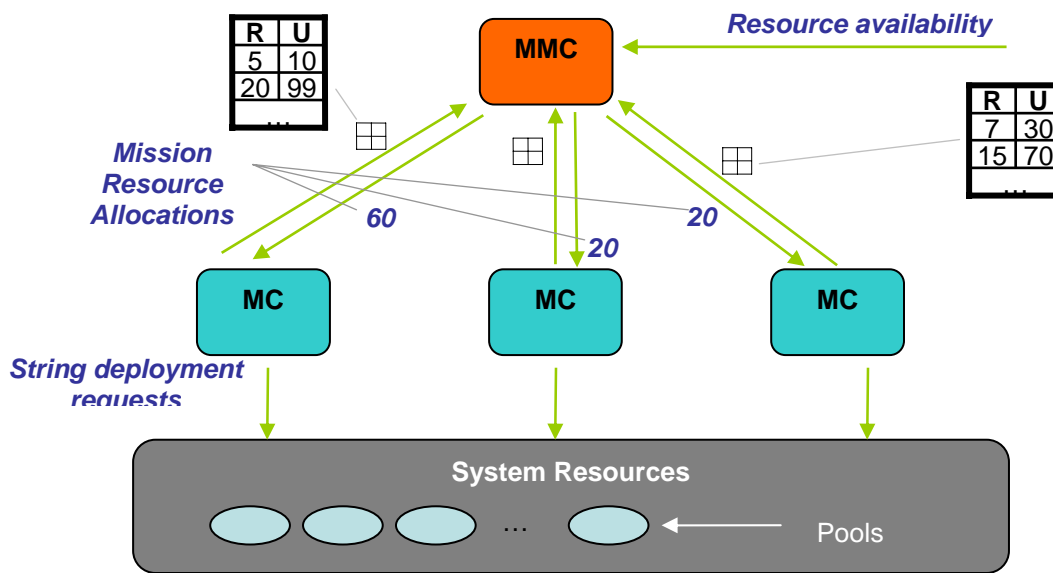 Resource availability
R U
5 10
20 99
...
MMC
R U
7 30
15 70
...
Mission
Resource
Allocations
60
20
20
MC
MC
MC
String deployment
requests
System Resources
...
Pools